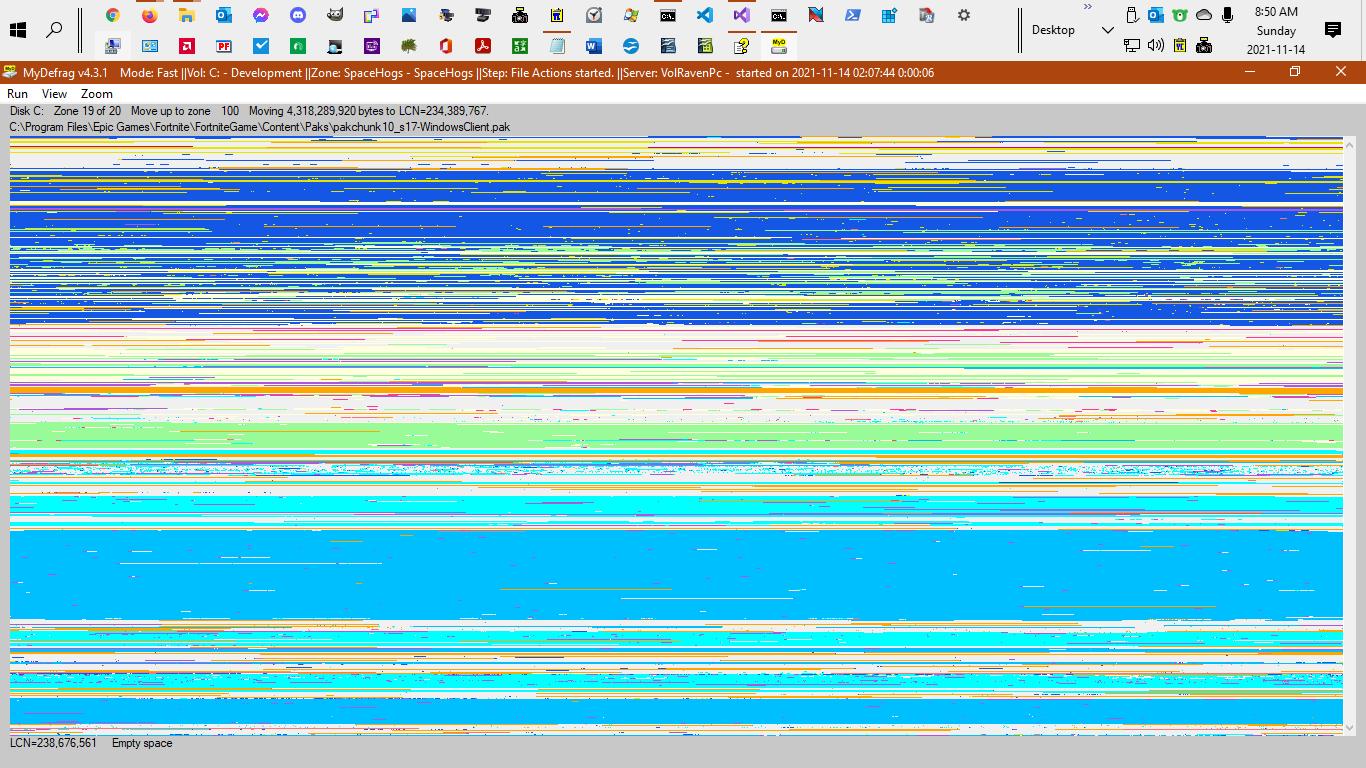 8:50 AM
Desktop
Sunday
2021-11-14
MyDefrag v4.3.1 Mode: Fast ||Vol: C: - Development ||Zone: SpaceHogs - SpaceHogs ||Step: File Actions started. ||Server: VolRavenPc - started on 2021-11-14 02:07:44 0:00:06
Run View Zoom
Disk C: Zone 19 of 20 Move up to zone 100 Moving 4,318,289,920 bytes to LCN=234,389,767.
C:\Program Files\Epic Games\Fortnite\FortniteGame\Content\Paks\pakchunk10_s17-WindowsClient.pak
LCN=238,676,561 Empty space